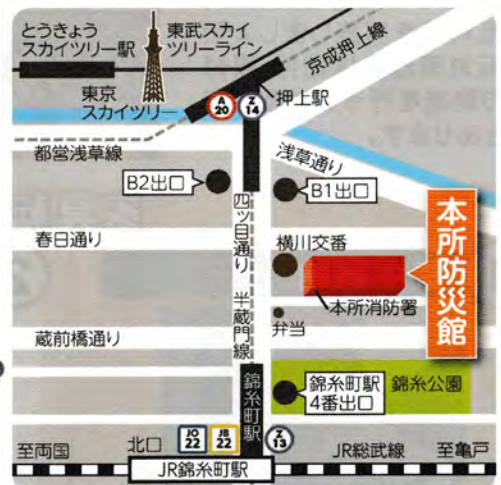 とうきょう
スカイツリー駅
東武スカイ
ツリーライン
京成押上線
東京
スカイツリー
A
20
Z
14
押上駅
都営浅草線
浅草通り
B2出口
B1出口
四ッ目通り
半蔵門線
春日通り
横川交番
本所防災館
本所消防署
蔵前橋通り
弁当
錦糸町駅
錦糸町駅
4番出口
錦糸公園
至両国
北口
JO
22
JB
22
Z
13
JR総武線
至亀戸
JR錦糸町駅